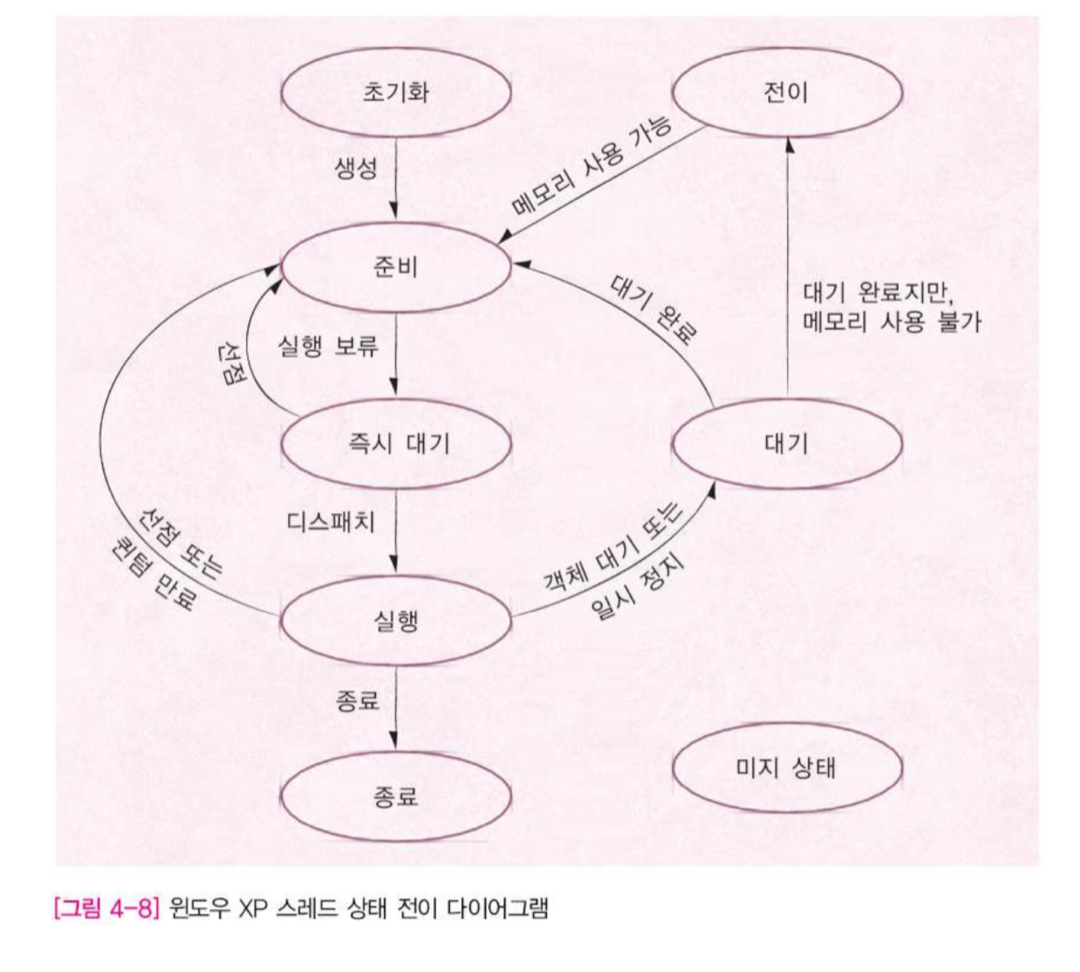 초기화
전이
생성
메모리 사용 가능
준비
대기 완료
대기 완료지만,
메모리 사용 불가
선점
실행 보류
즉시 대기
대기
디스패치
선점 또는
퀀텀 만료
객체 대기 또는
일시 정지
실행
종료
미지 상태
종료
[그림 4-8] 윈도우 XP 스레드 상태 전이 다이어그램